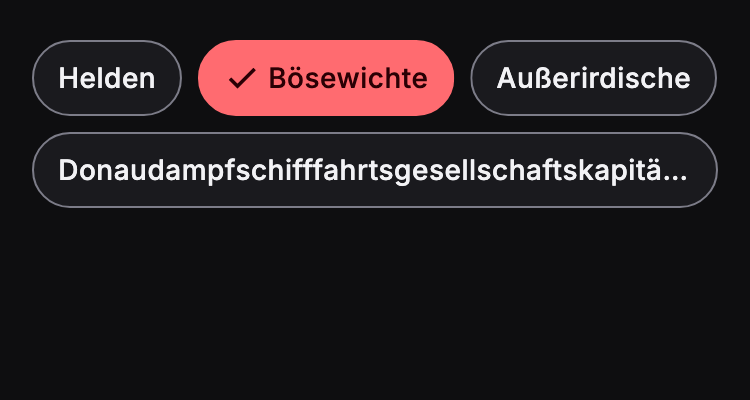 Helden Bösewichte Außerirdische
Donaudampfschifffahrtsgesellschaftskapitä...